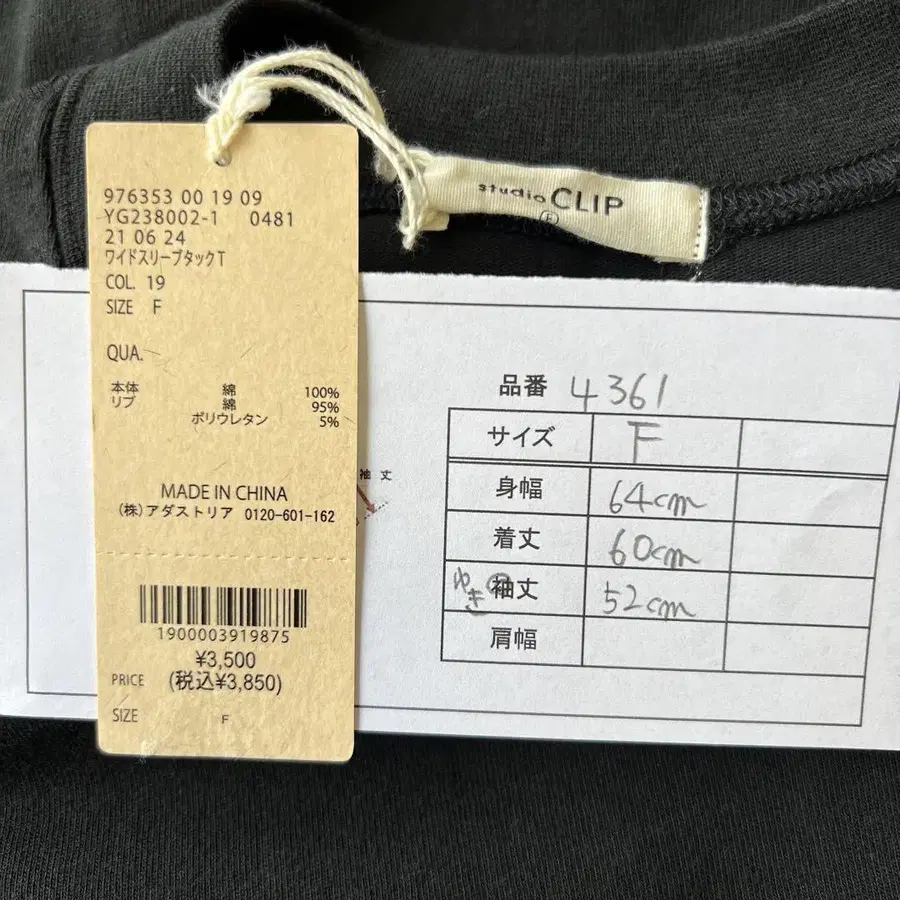 studio CLIP
F
976353 00 19 09
YG238002-1 0481
21 06 24
ワイドスリーブタックT
COL. 19
SIZE F
QUA.
本体 綿 100%
リブ 綿 95%
ポリウレタン 5%
MADE IN CHINA
(株)アダストリア 0120-601-162
1900003919875
¥3,500
PRICE (税込¥3,850)
SIZE F
袖 丈
品番 4361
サイズ F
身幅 64cm
着丈 60cm
ゆき 袖丈 52cm
肩幅